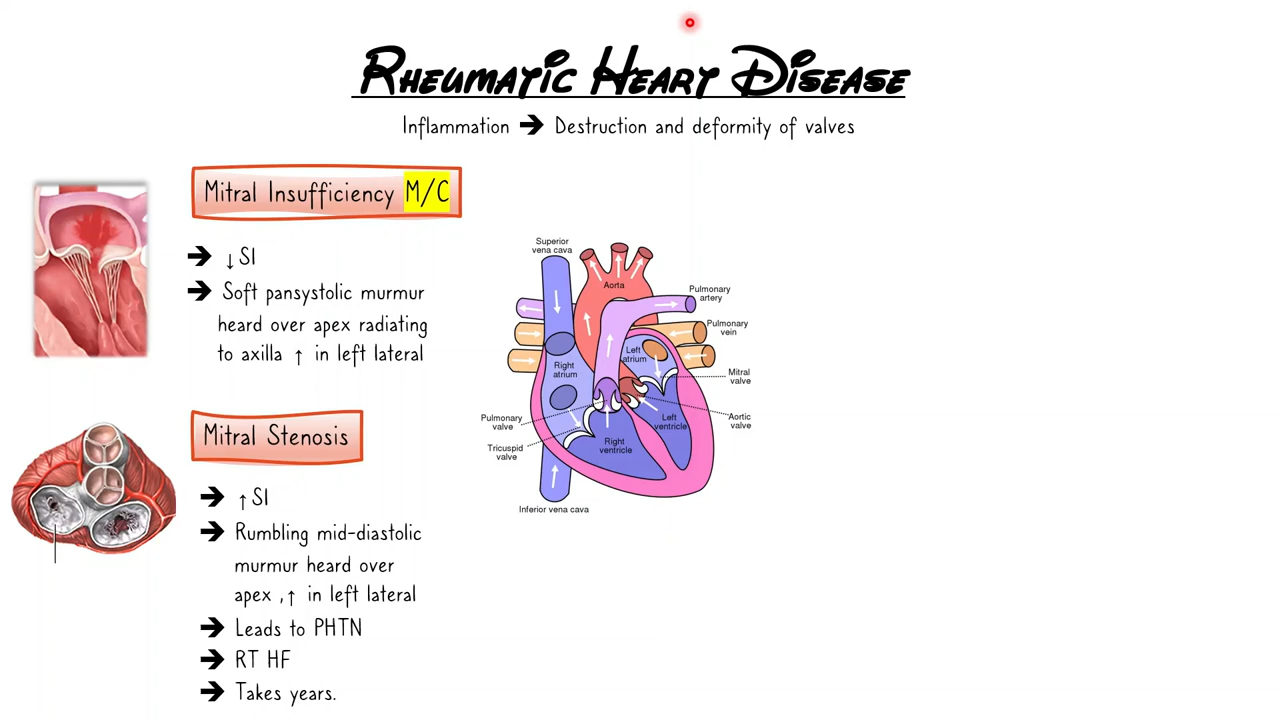 Rheumatic Heart Disease
Inflammation ➔ Destruction and deformity of valves
Mitral Insufficiency M/C
➔ ↓S1
➔ Soft pansystolic murmur
heard over apex radiating
to axilla ↑ in left lateral
Mitral Stenosis
➔ ↑S1
➔ Rumbling mid-diastolic
murmur heard over
apex ,↑ in left lateral
➔ Leads to PHTN
➔ RT HF
➔ Takes years.
Superior
vena cava
Aorta
Pulmonary
artery
Pulmonary
vein
Left
atrium
Right
atrium
Mitral
valve
Pulmonary
valve
Aortic
valve
Left
ventricle
Tricuspid
valve
Right
ventricle
Inferior vena cava